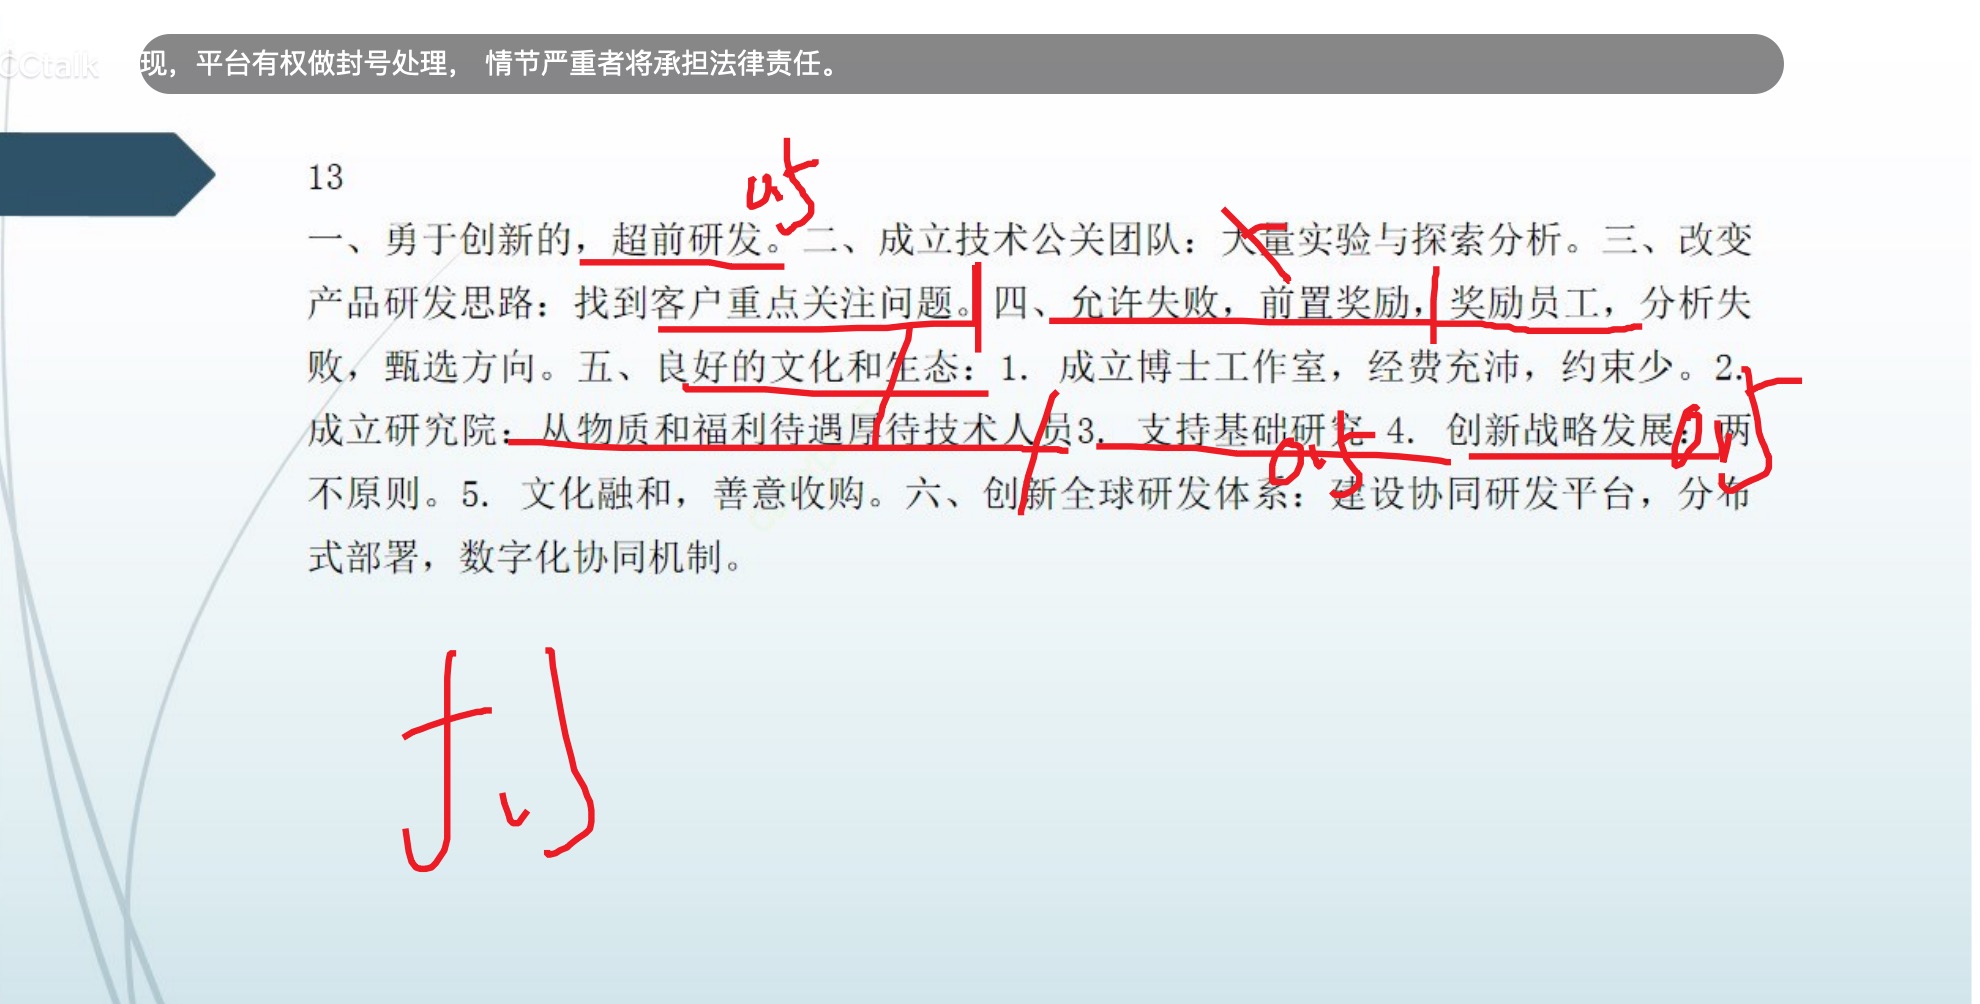 CCtalk
现，平台有权做封号处理， 情节严重者将承担法律责任。
0.5
13
一、勇于创新的，超前研发。二、成立技术公关团队：大量实验与探索分析。三、改变
产品研发思路：找到客户重点关注问题。四、允许失败，前置奖励，奖励员工，分析失
败，甄选方向。五、良好的文化和生态：1. 成立博士工作室，经费充沛，约束少。2.
成立研究院：从物质和福利待遇厚待技术人员3. 支持基础研究 4. 创新战略发展：两
0.5
0.5
不原则。5. 文化融和，善意收购。六、创新全球研发体系：建设协同研发平台，分布
式部署，数字化协同机制。